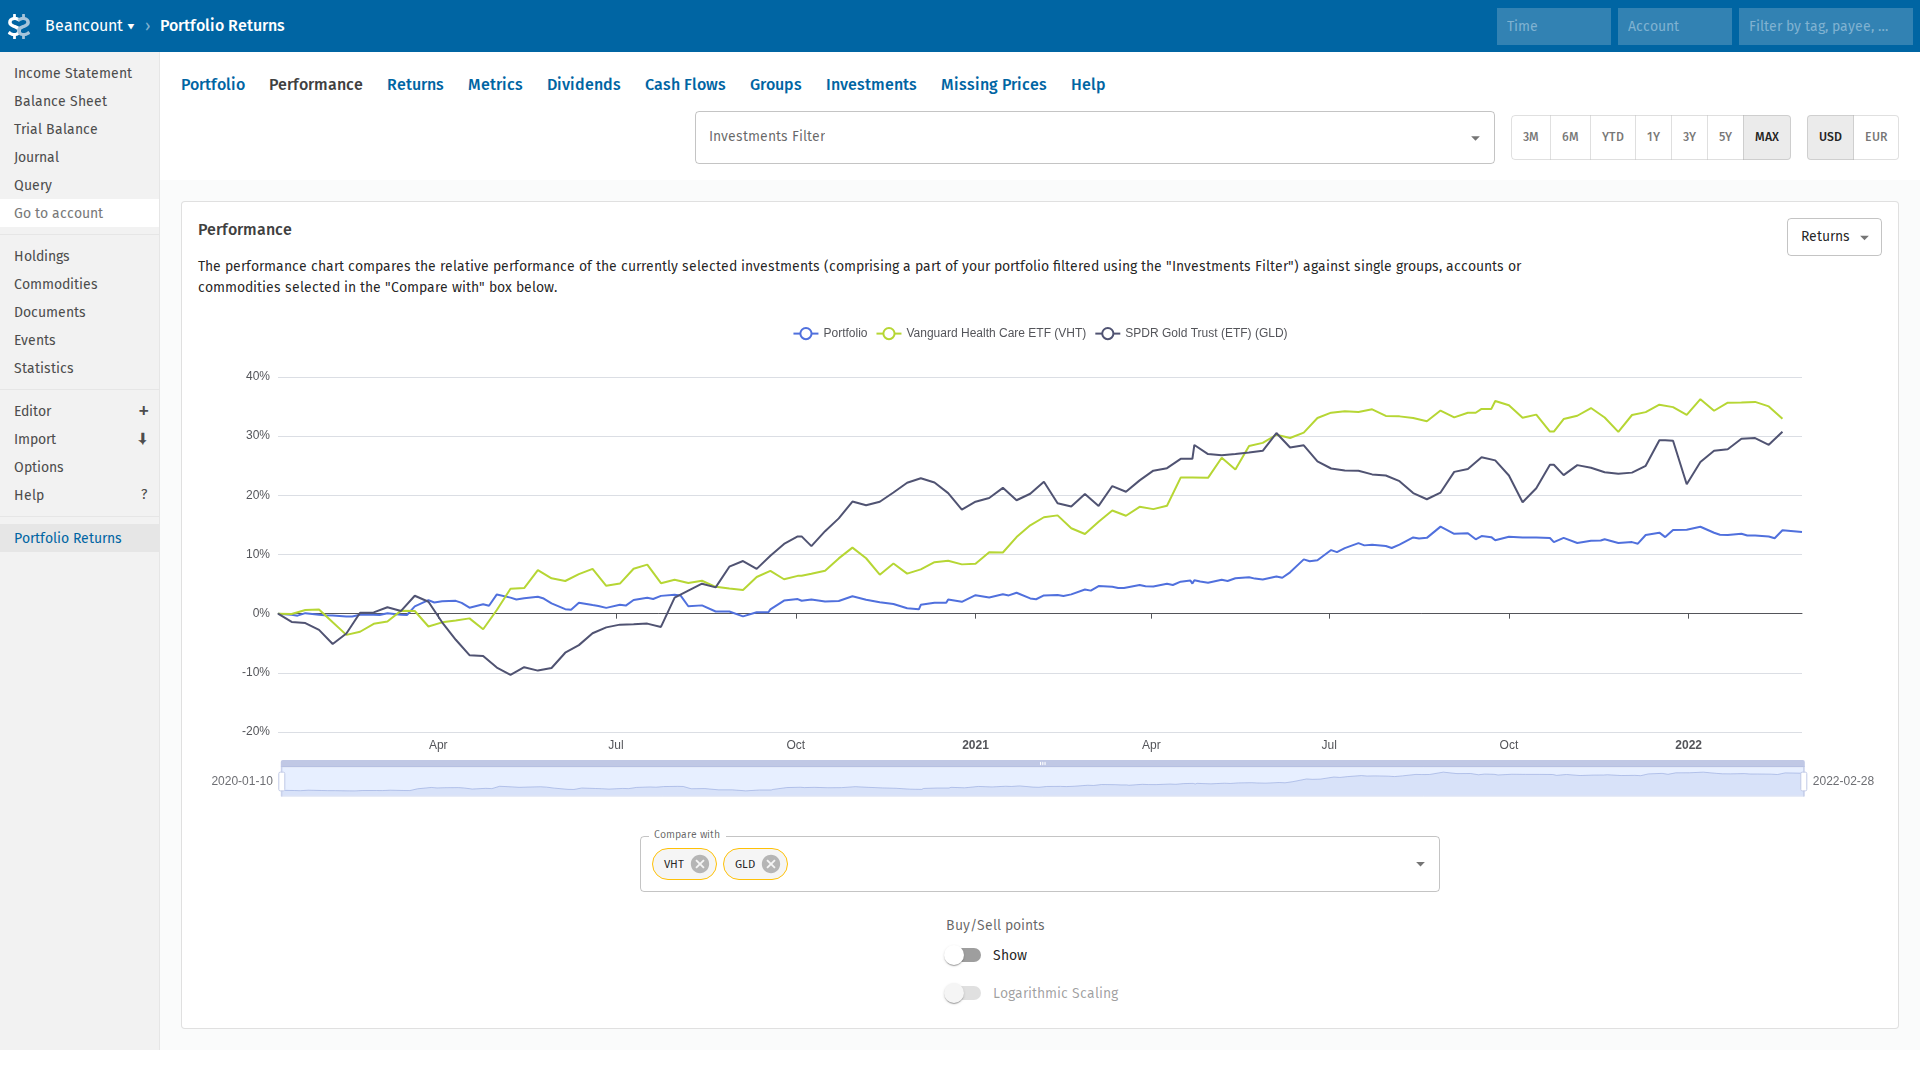 Beancount › Portfolio Returns
Time
Account
Filter by tag, payee, ...
Income Statement
Balance Sheet
Trial Balance
Journal
Query
Go to account
Holdings
Commodities
Documents
Events
Statistics
Editor +
Import
Options
Help ?
Portfolio Returns
Portfolio Performance Returns Metrics Dividends Cash Flows Groups Investments Missing Prices Help
Investments Filter
3M 6M YTD 1Y 3Y 5Y MAX USD EUR
Performance
Returns
The performance chart compares the relative performance of the currently selected investments (comprising a part of your portfolio filtered using the "Investments Filter") against single groups, accounts or
commodities selected in the "Compare with" box below.
Portfolio Vanguard Health Care ETF (VHT) SPDR Gold Trust (ETF) (GLD)
40%
30%
20%
10%
0%
-10%
-20%
Apr Jul Oct 2021 Apr Jul Oct 2022
2020-01-10 2022-02-28
Compare with
VHT GLD
Buy/Sell points
Show
Logarithmic Scaling